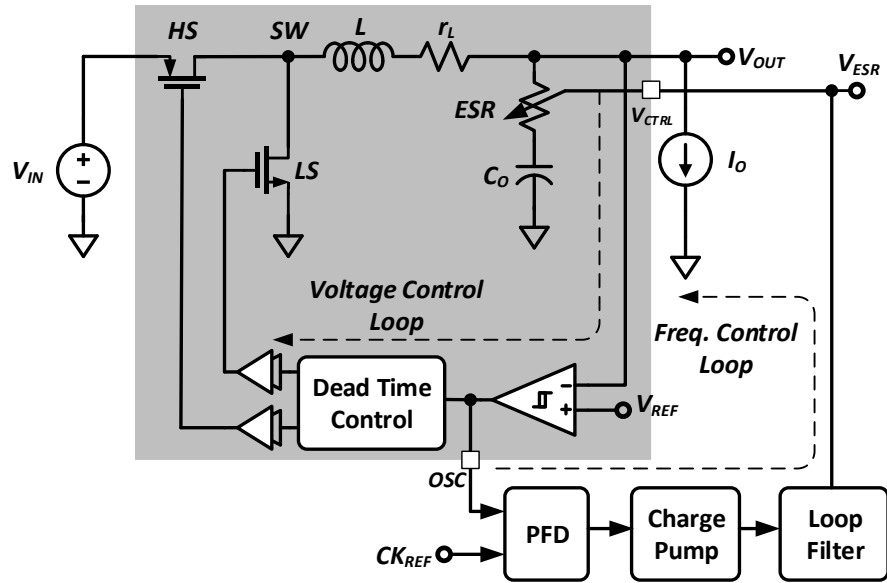 HS
SW
L
rL
VOUT
VESR
ESR
VCTRL
VIN
LS
CO
IO
Voltage Control
Loop
Freq. Control
Loop
Dead Time
Control
VREF
OSC
PFD
Charge
Pump
Loop
Filter
CKREF